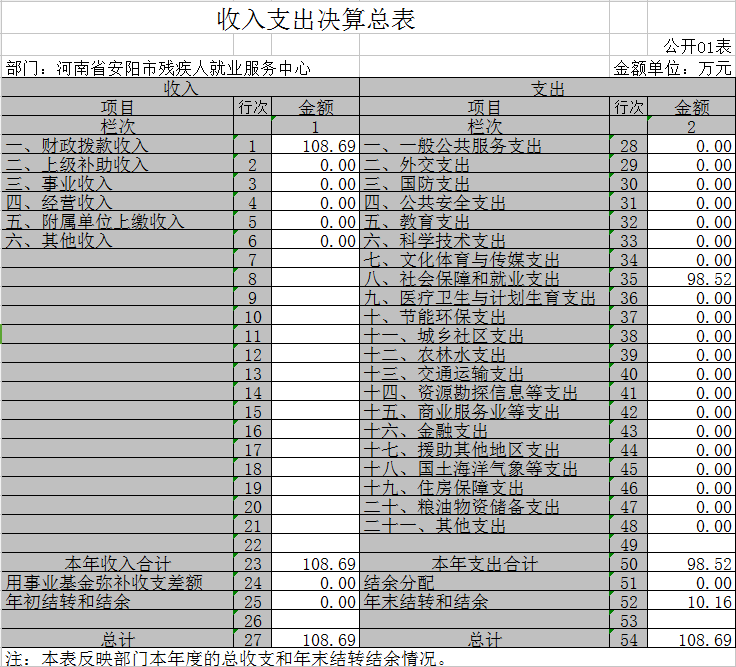 收入支出决算总表
公开01表
部门：河南省安阳市残疾人就业服务中心 金额单位：万元
收入 支出
项目 行次 金额 项目 行次 金额
栏次 1 栏次 2
一、财政拨款收入 1 108.69 一、一般公共服务支出 28 0.00
二、上级补助收入 2 0.00 二、外交支出 29 0.00
三、事业收入 3 0.00 三、国防支出 30 0.00
四、经营收入 4 0.00 四、公共安全支出 31 0.00
五、附属单位上缴收入 5 0.00 五、教育支出 32 0.00
六、其他收入 6 0.00 六、科学技术支出 33 0.00
7 七、文化体育与传媒支出 34 0.00
8 八、社会保障和就业支出 35 98.52
9 九、医疗卫生与计划生育支出 36 0.00
10 十、节能环保支出 37 0.00
11 十一、城乡社区支出 38 0.00
12 十二、农林水支出 39 0.00
13 十三、交通运输支出 40 0.00
14 十四、资源勘探信息等支出 41 0.00
15 十五、商业服务业等支出 42 0.00
16 十六、金融支出 43 0.00
17 十七、援助其他地区支出 44 0.00
18 十八、国土海洋气象等支出 45 0.00
19 十九、住房保障支出 46 0.00
20 二十、粮油物资储备支出 47 0.00
21 二十一、其他支出 48 0.00
22 49
本年收入合计 23 108.69 本年支出合计 50 98.52
用事业基金弥补收支差额 24 0.00 结余分配 51 0.00
年初结转和结余 25 0.00 年末结转和结余 52 10.16
26 53
总计 27 108.69 总计 54 108.69
注：本表反映部门本年度的总收支和年末结转结余情况。